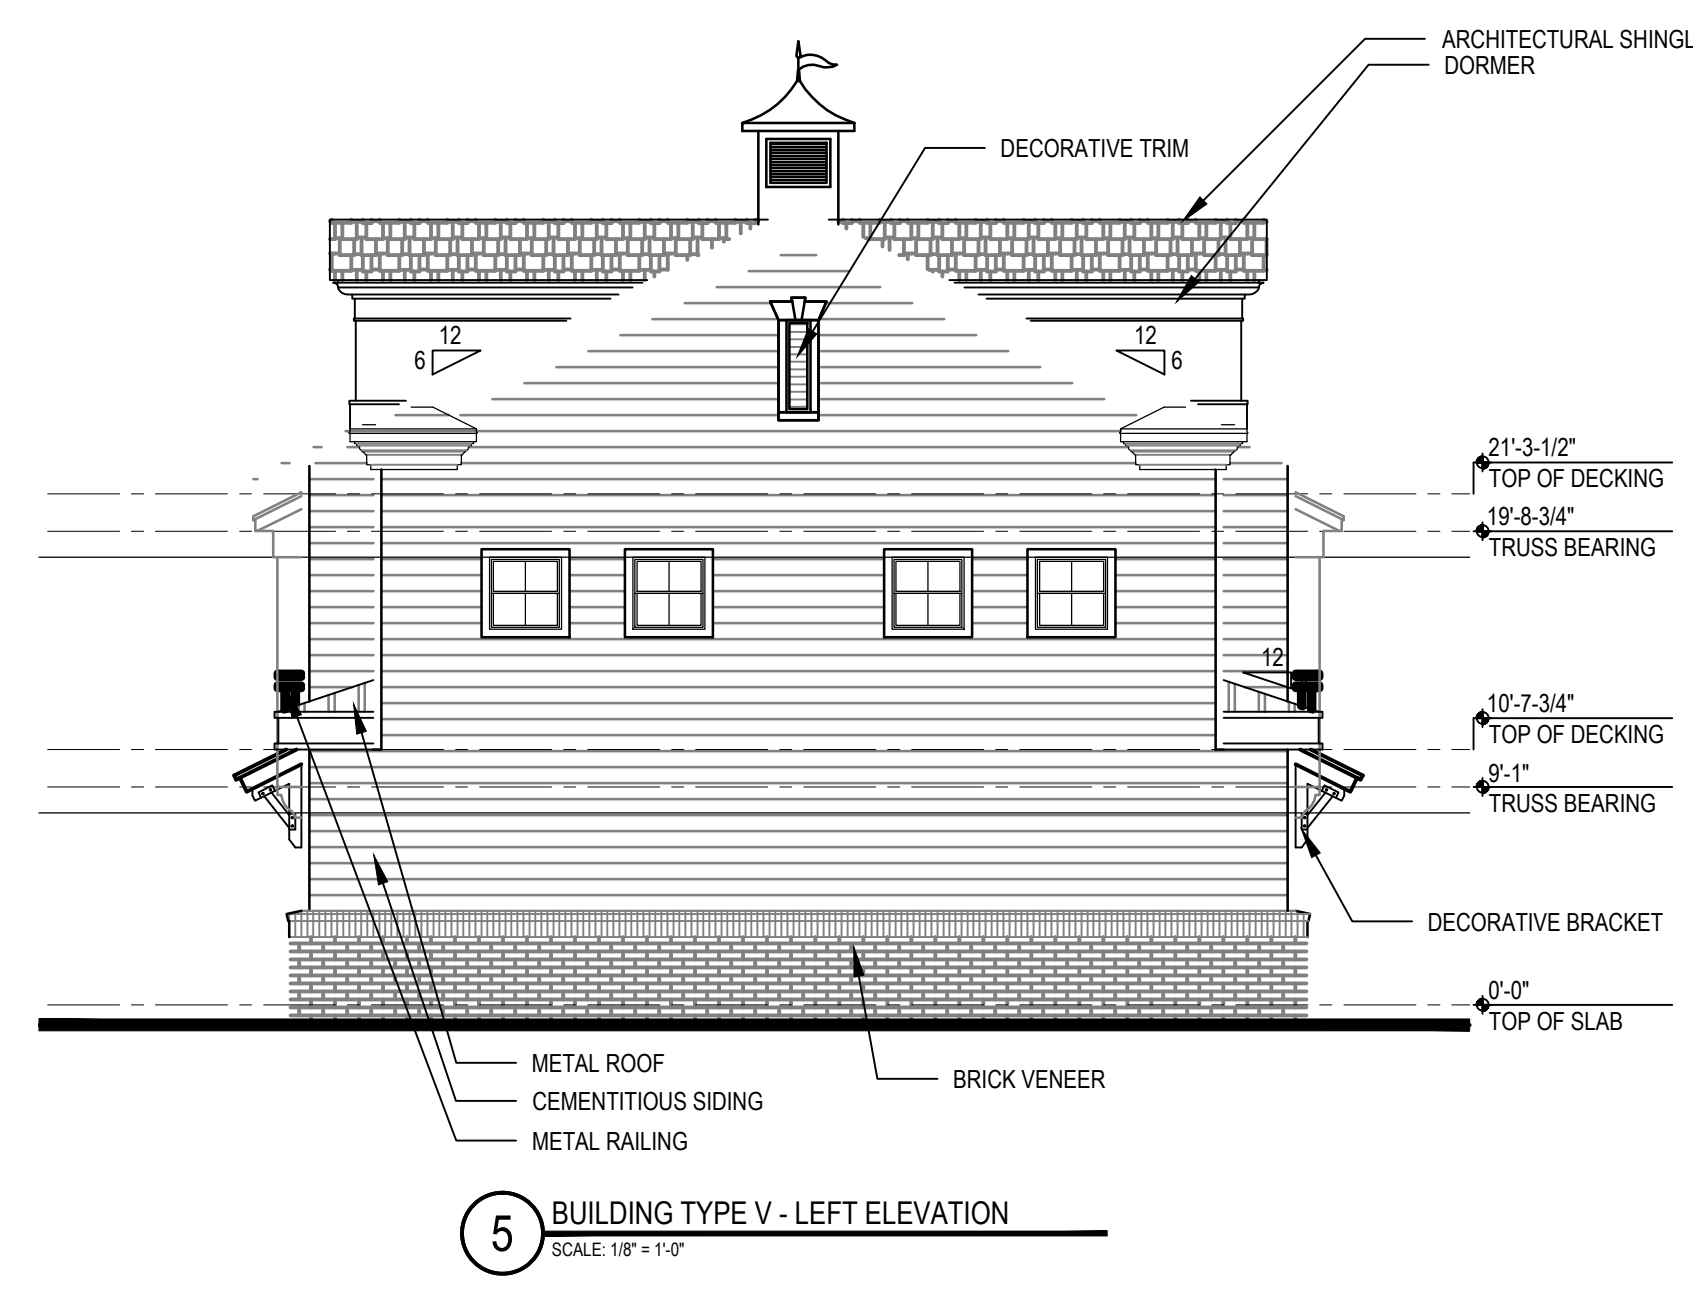 ARCHITECTURAL SHINGL
DORMER
DECORATIVE TRIM
12
6
12
6
21'-3-1/2"
TOP OF DECKING
19'-8-3/4"
TRUSS BEARING
12
10'-7-3/4"
TOP OF DECKING
9'-1"
TRUSS BEARING
DECORATIVE BRACKET
0'-0"
TOP OF SLAB
METAL ROOF
BRICK VENEER
CEMENTITIOUS SIDING
METAL RAILING
5
BUILDING TYPE V - LEFT ELEVATION
SCALE: 1/8" = 1'-0"